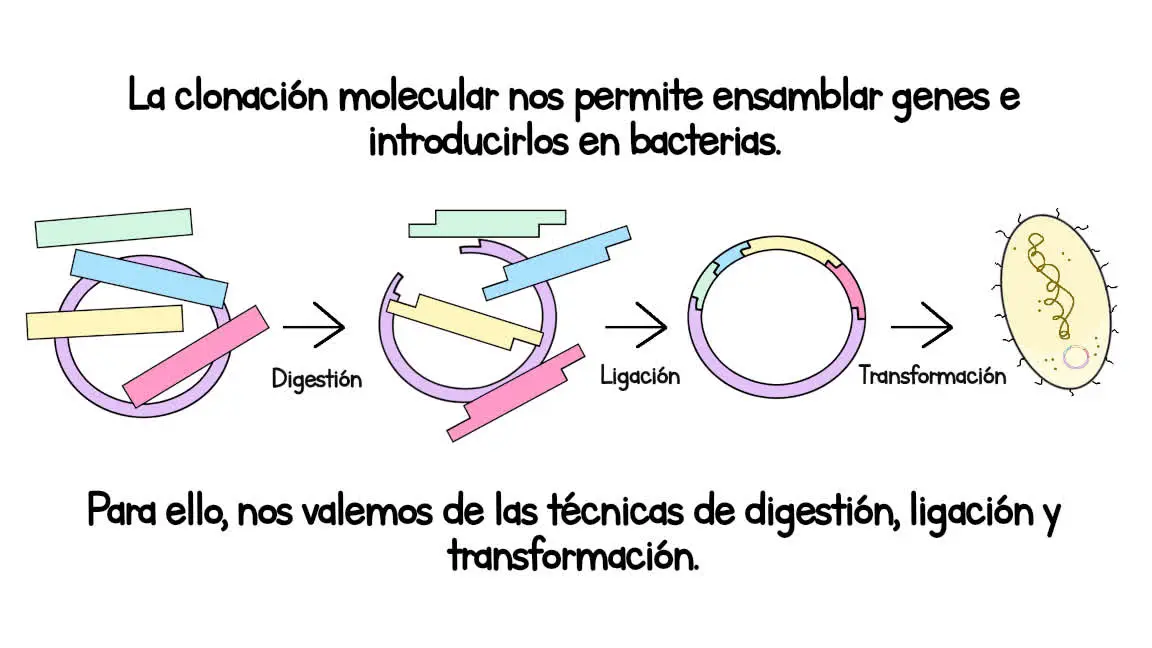 La clonación molecular nos permite ensamblar genes e
introducirlos en bacterias.
Digestión
Ligación
Transformación
Para ello, nos valemos de las técnicas de digestión, ligación y
transformación.